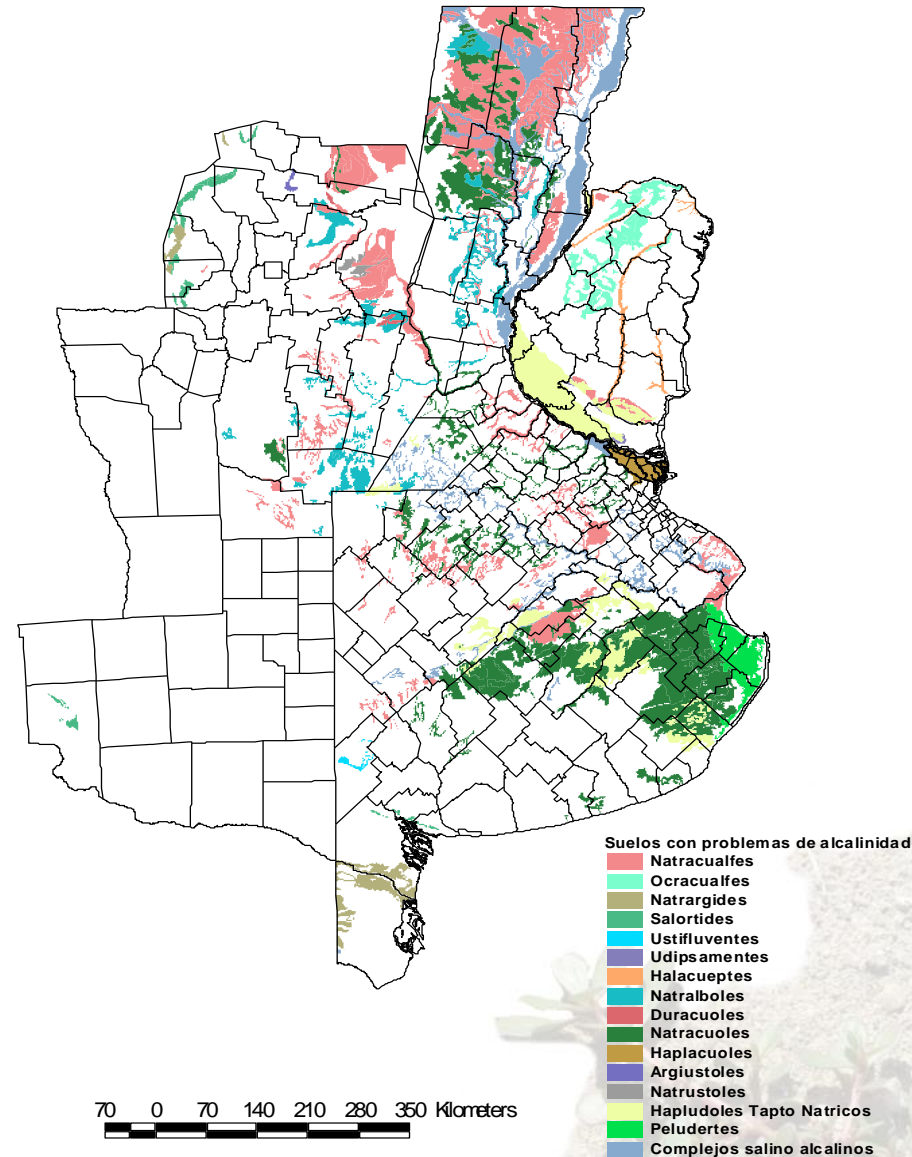 Suelos con problemas de alcalinidad
Natracualfes
Ocracualfes
Natrargides
Salortides
Ustifluventes
Udipsamentes
Halacueptes
Natralboles
Duracuoles
Natracuoles
Haplacuoles
Argiustoles
Natrustoles
Hapludoles Tapto Natricos
Peludertes
Complejos salino alcalinos
70 0 70 140 210 280 350 Kilometers